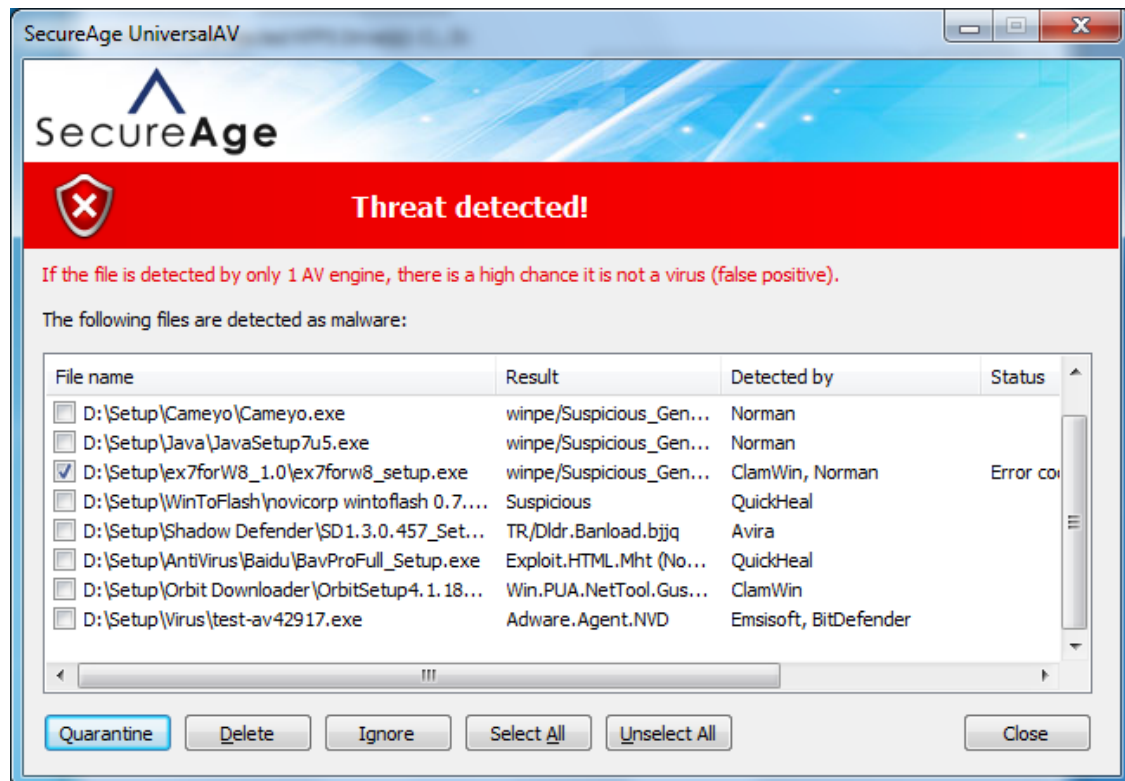 SecureAge UniversalAV
SecureAge
Threat detected!
If the file is detected by only 1 AV engine, there is a high chance it is not a virus (false positive).
The following files are detected as malware:
File name Result Detected by Status
D:\Setup\Cameyo\Cameyo.exe winpe/Suspicious_Gen... Norman
D:\Setup\Java\JavaSetup7u5.exe winpe/Suspicious_Gen... Norman
D:\Setup\ex7forW8_1.0\ex7forw8_setup.exe winpe/Suspicious_Gen... ClamWin, Norman Error co
D:\Setup\WinToFlash\novicorp wintoflash 0.7.... Suspicious QuickHeal
D:\Setup\Shadow Defender\SD1.3.0.457_Set... TR/Dldr.Banload.bjjq Avira
D:\Setup\AntiVirus\Baidu\BavProFull_Setup.exe Exploit.HTML.Mht (No... QuickHeal
D:\Setup\Orbit Downloader\OrbitSetup4.1.18... Win.PUA.NetTool.Gus... ClamWin
D:\Setup\Virus\test-av42917.exe Adware.Agent.NVD Emsisoft, BitDefender
Quarantine Delete Ignore Select All Unselect All Close